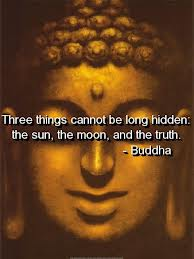 Three things cannot be long hidden:
the sun, the moon, and the truth.
- Buddha